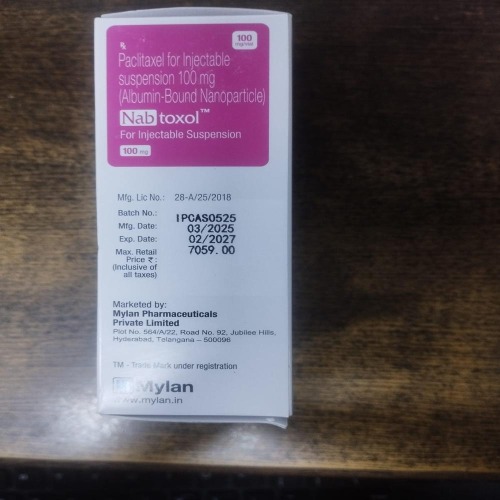 100
mg/vial
Rx
Paclitaxel for Injectable
suspension 100 mg
(Albumin-Bound Nanoparticle)
Nab toxol™
For Injectable Suspension
100 mg
Mfg. Lic No.: 28-A/25/2018
Batch No.: IPCAS0525
Mfg. Date: 03/2025
Exp. Date: 02/2027
Max. Retail 7059.00
Price ₹:
(Inclusive of
all taxes)
Marketed by:
Mylan Pharmaceuticals
Private Limited
Plot No. 564/A/22, Road No. 92, Jubilee Hills,
Hyderabad, Telangana – 500096
TM - Trade Mark under registration
Mylan
www.mylan.in